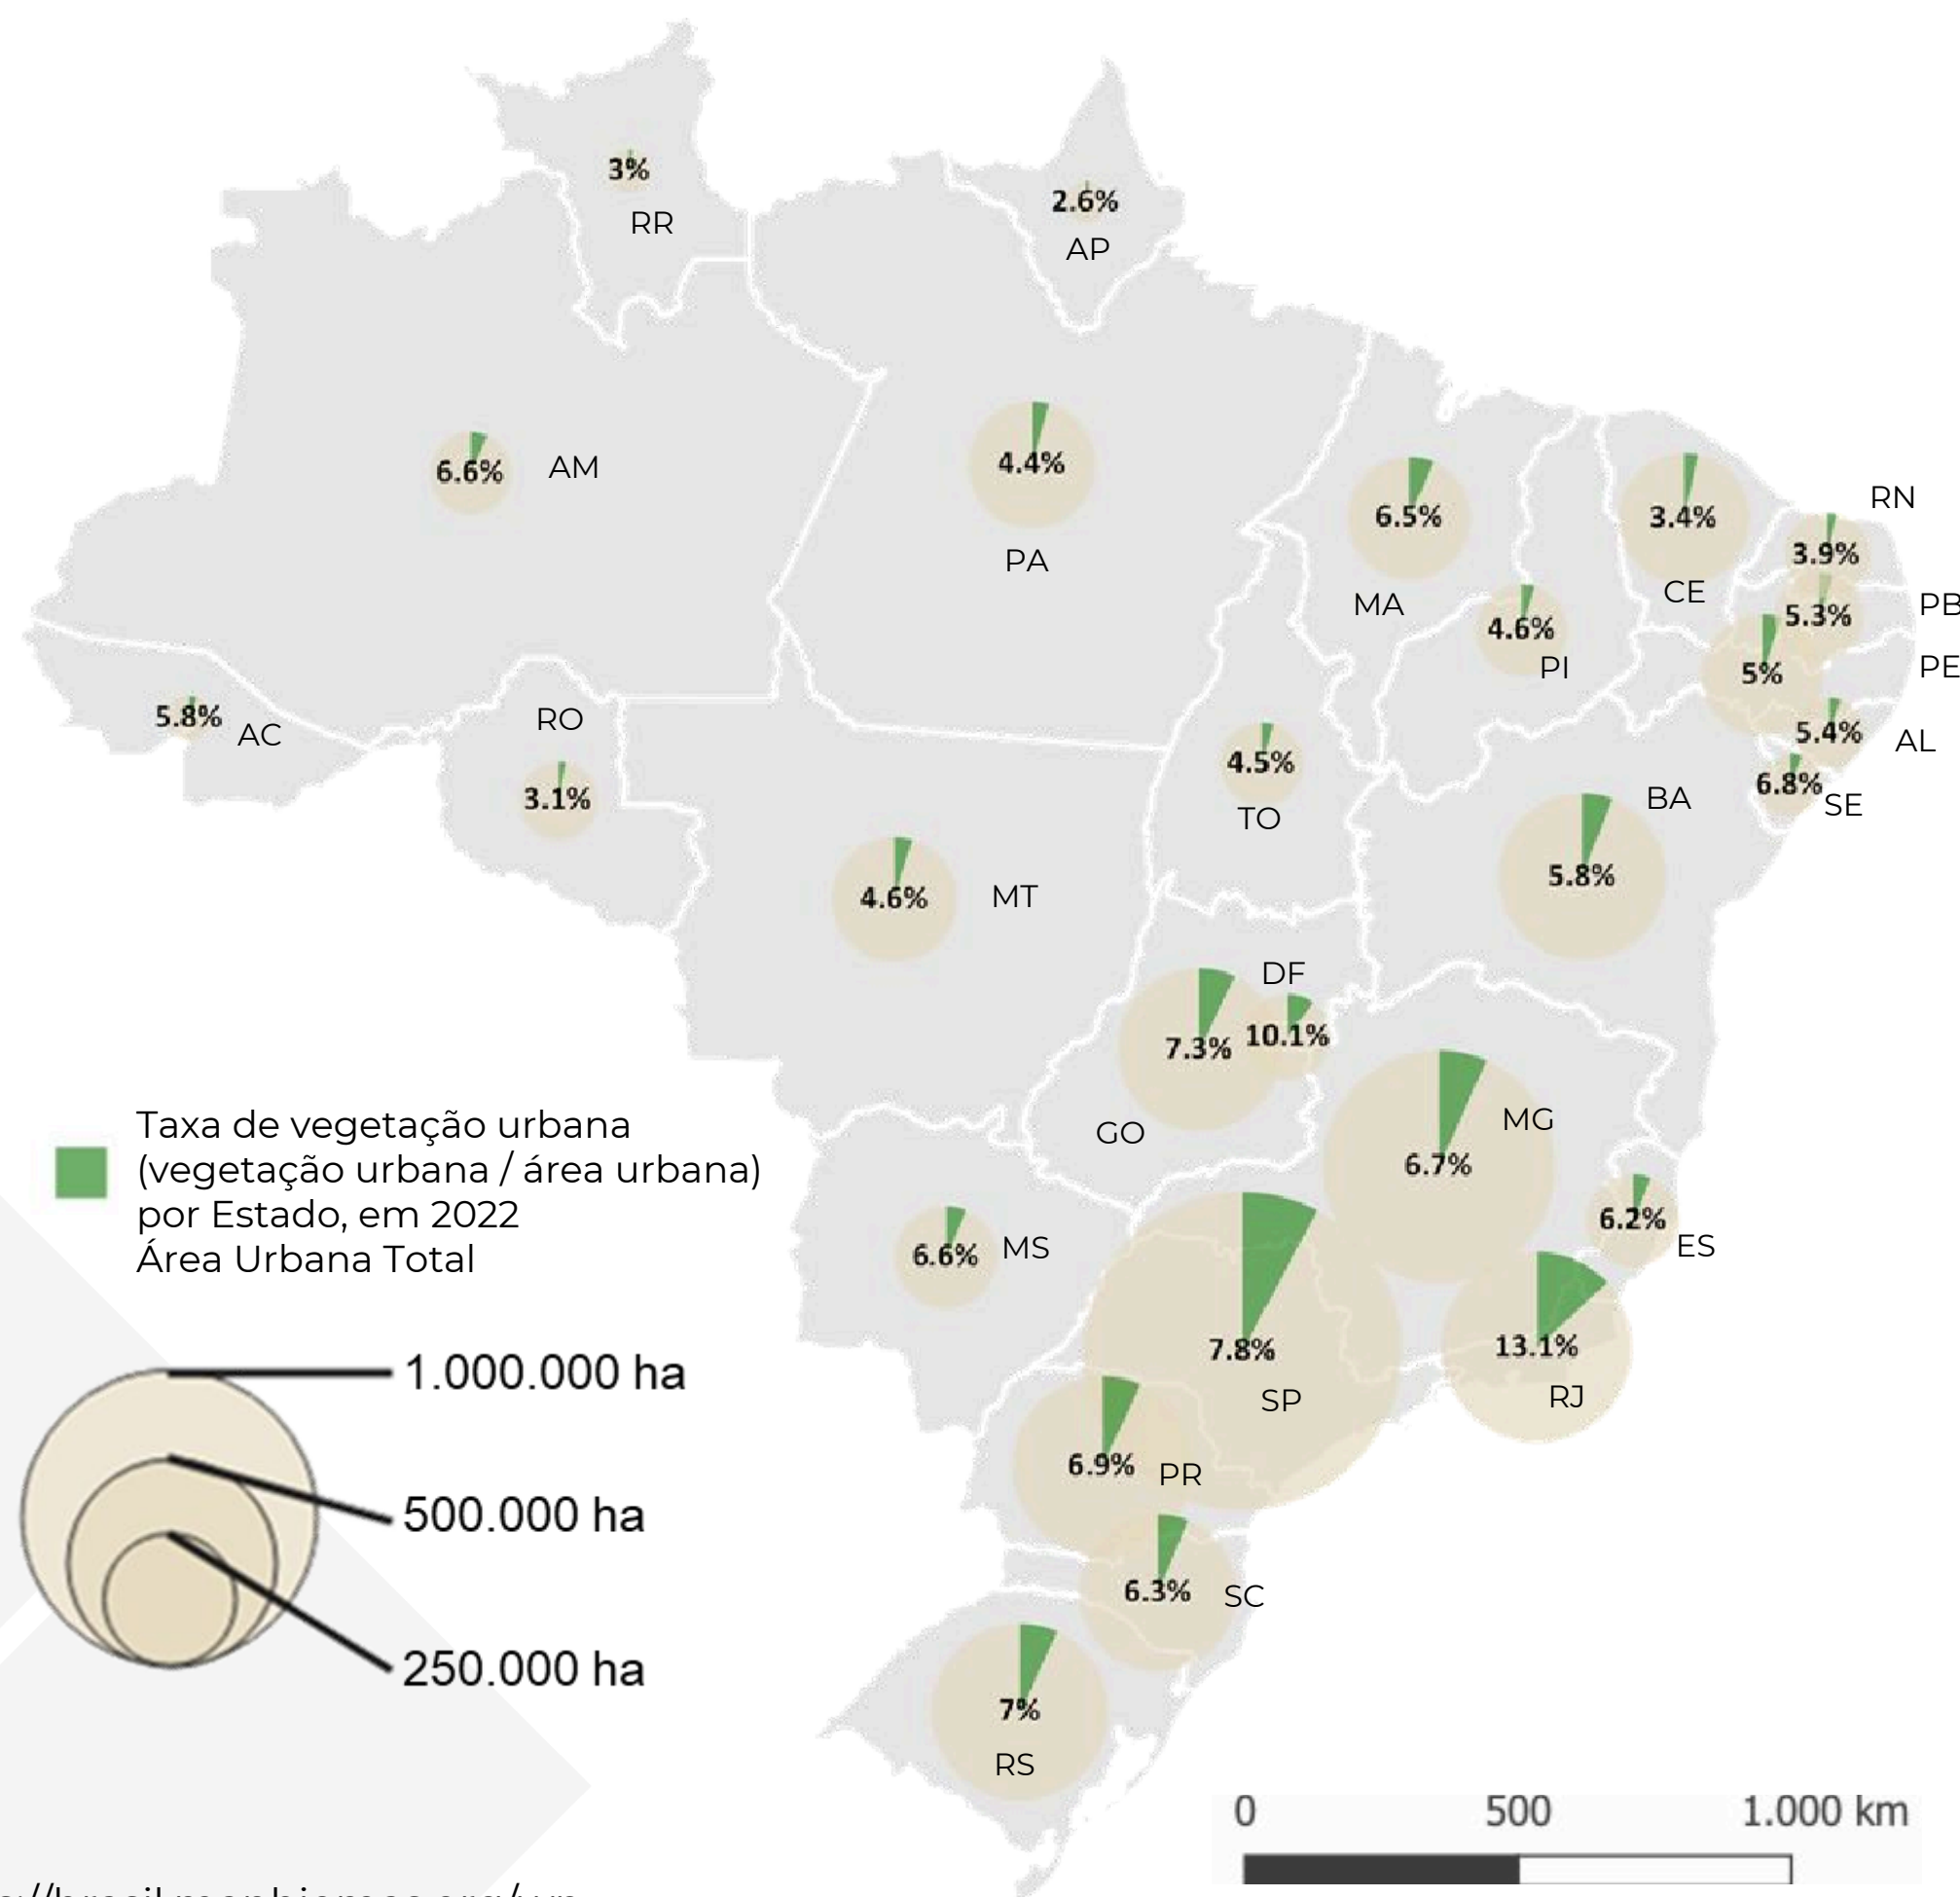 3%
RR
2.6%
AP
6.6%
AM
4.4%
PA
6.5%
MA
3.4%
CE
RN
3.9%
PB
5.3%
4.6%
PI
PE
5%
5.8%
AC
RO
3.1%
4.5%
TO
5.4%
AL
6.8%
SE
BA
5.8%
4.6%
MT
DF
7.3%
10.1%
GO
MG
6.7%
6.2%
ES
6.6%
MS
7.8%
SP
13.1%
RJ
6.9%
PR
6.3%
SC
7%
RS
Taxa de vegetação urbana
(vegetação urbana / área urbana)
por Estado, em 2022
Área Urbana Total
1.000.000 ha
500.000 ha
250.000 ha
0 500 1.000 km